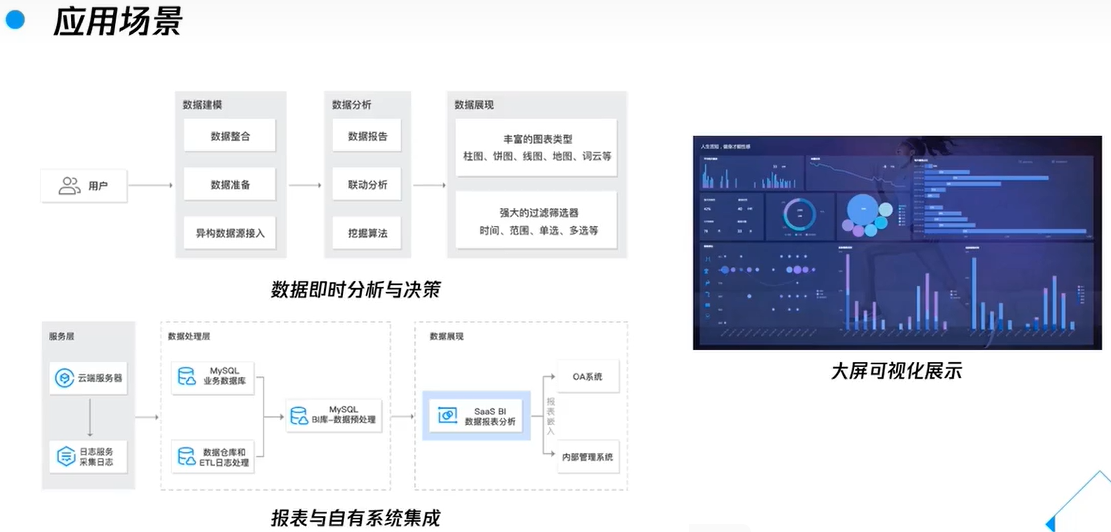 应用场景
用户
数据建模
数据整合
数据准备
异构数据源接入
数据分析
数据报告
联动分析
挖掘算法
数据展现
丰富的图表类型
柱图、饼图、线图、地图、词云等
强大的过滤筛选器
时间、范围、单选、多选等
数据即时分析与决策
服务层
云端服务器
日志服务
采集日志
数据处理层
MySQL
业务数据库
数据仓库和
ETL日志处理
MySQL
BI库-数据预处理
数据展现
SaaS BI
数据报表分析
报表嵌入
OA系统
内部管理系统
报表与自有系统集成
大屏可视化展示